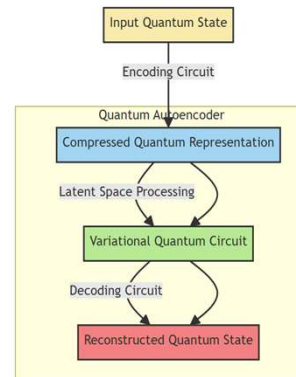 Input Quantum State
Encoding Circuit
Quantum Autoencoder
Compressed Quantum Representation
Latent Space Processing
Variational Quantum Circuit
Decoding Circuit
Reconstructed Quantum State